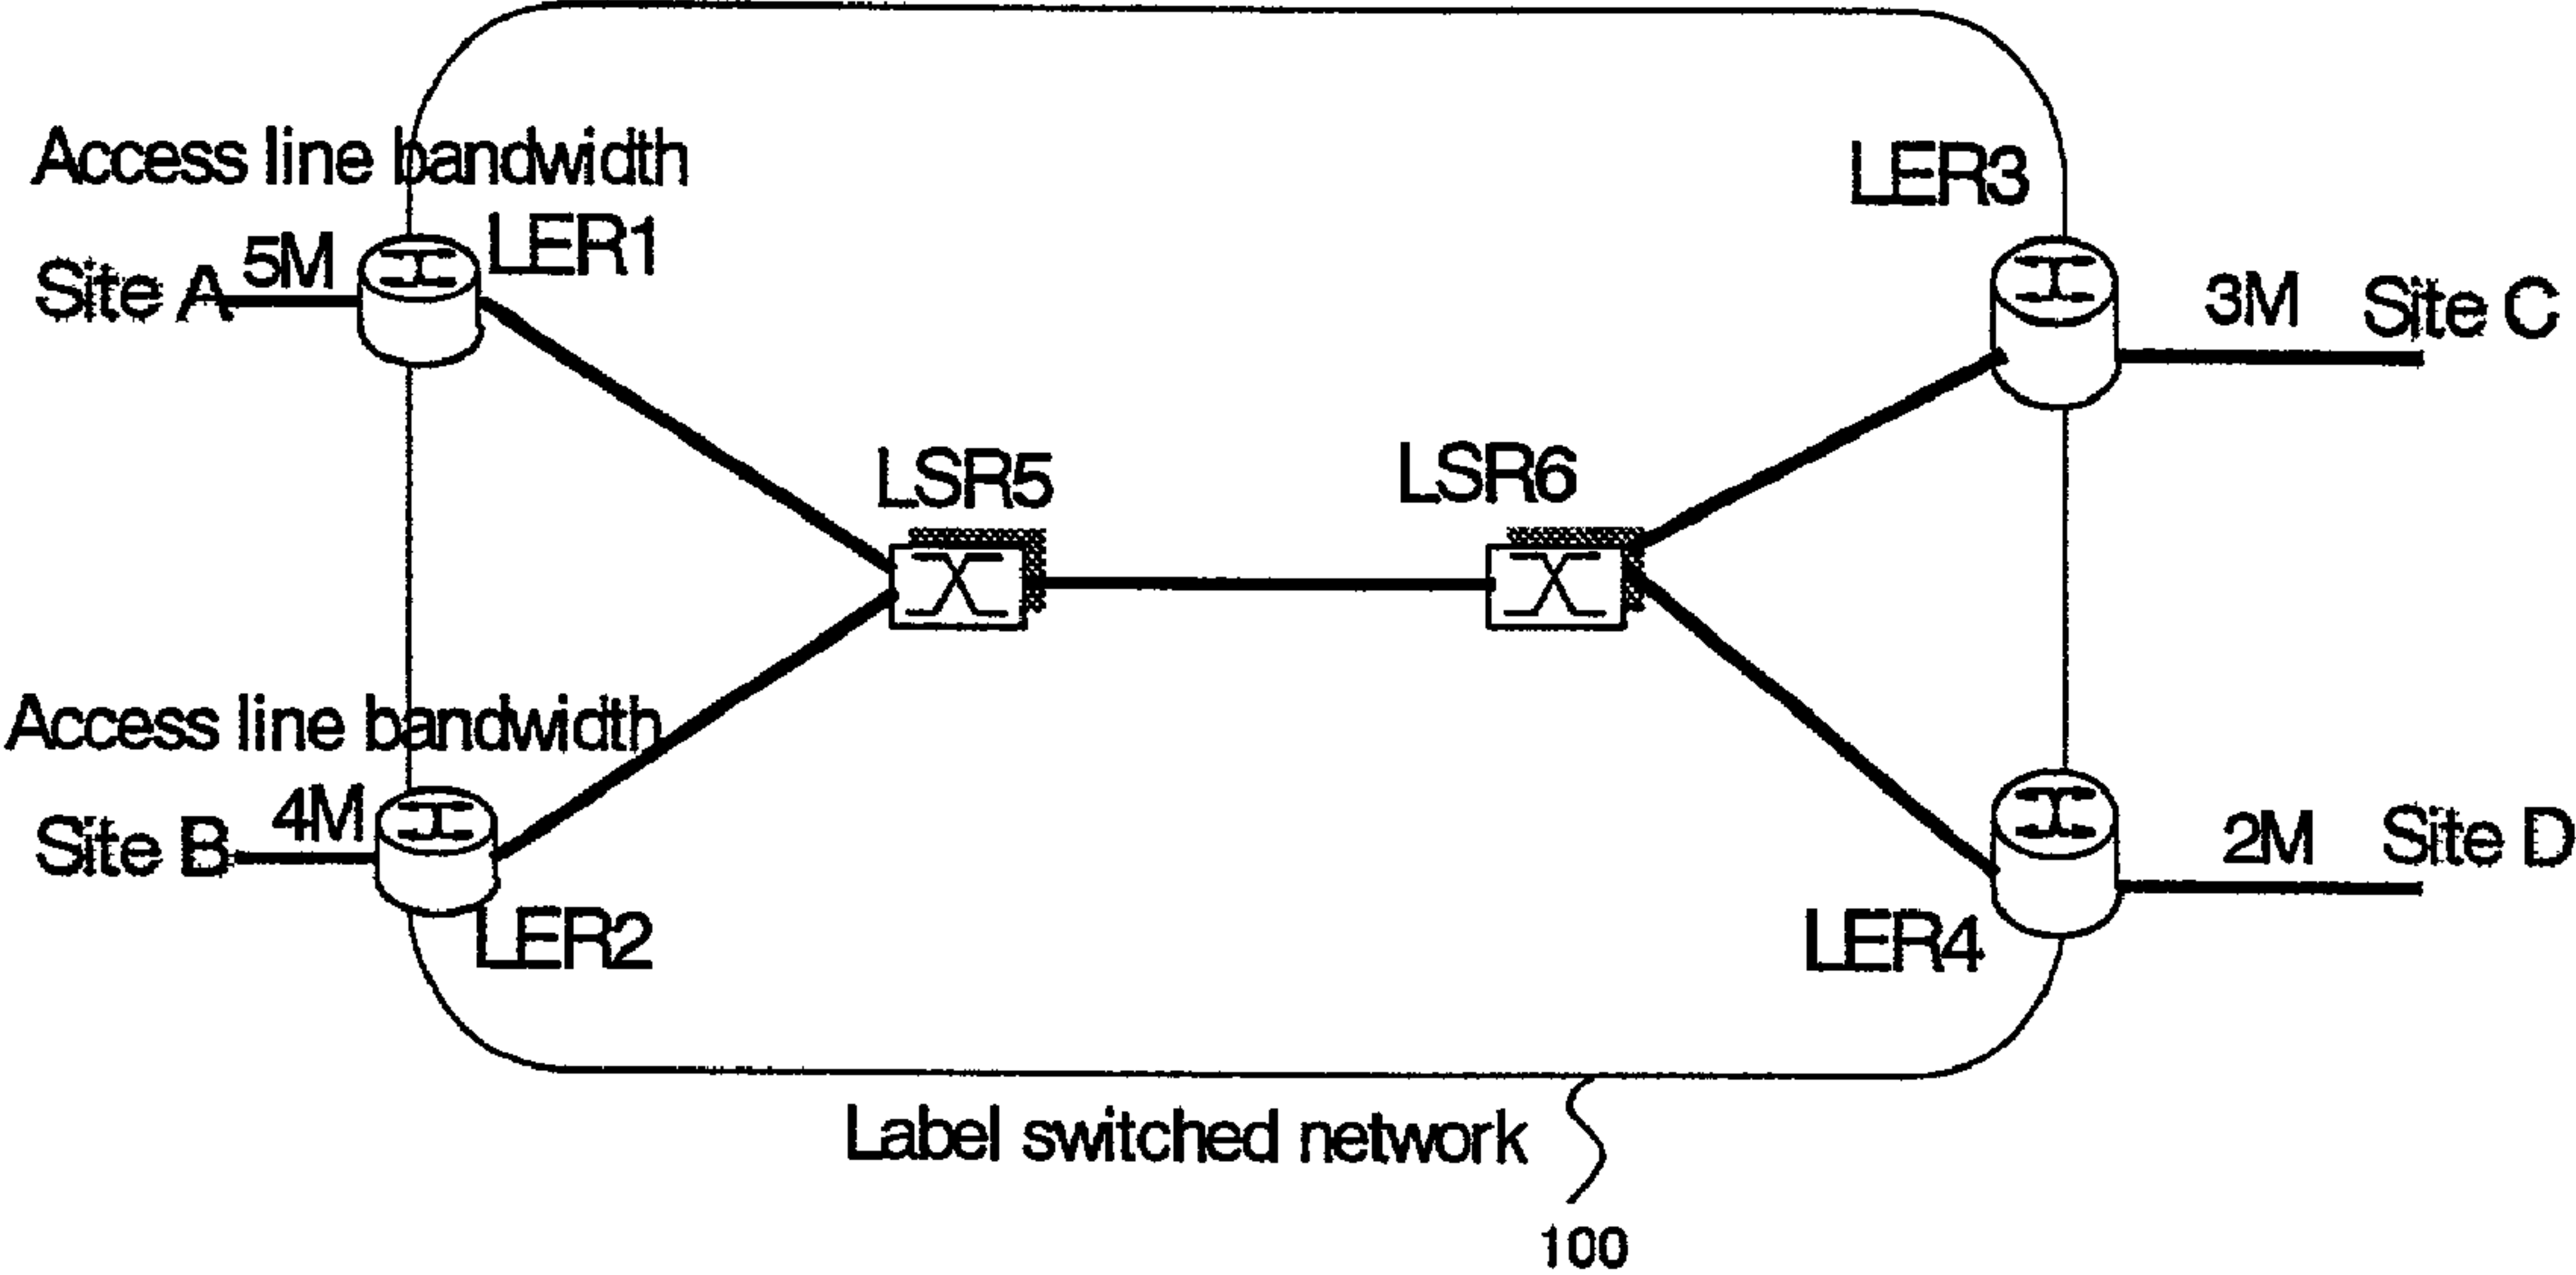 Access line bandwidth
LER1
5M
Site A
LER3
3M
Site C
LSR5
LSR6
Access line bandwidth
4M
Site B
LER2
2M
Site D
LER4
Label switched network
100